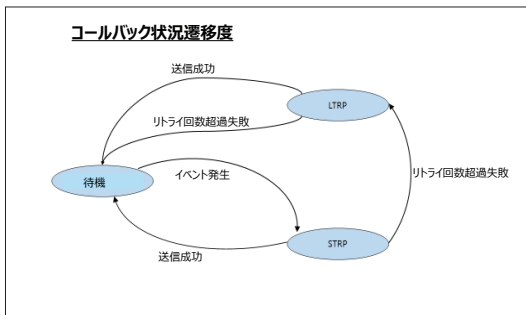 コールバック状況遷移度
送信成功
LTRP
リトライ回数超過失敗
待機
イベント発生
リトライ回数超過失敗
STRP
送信成功